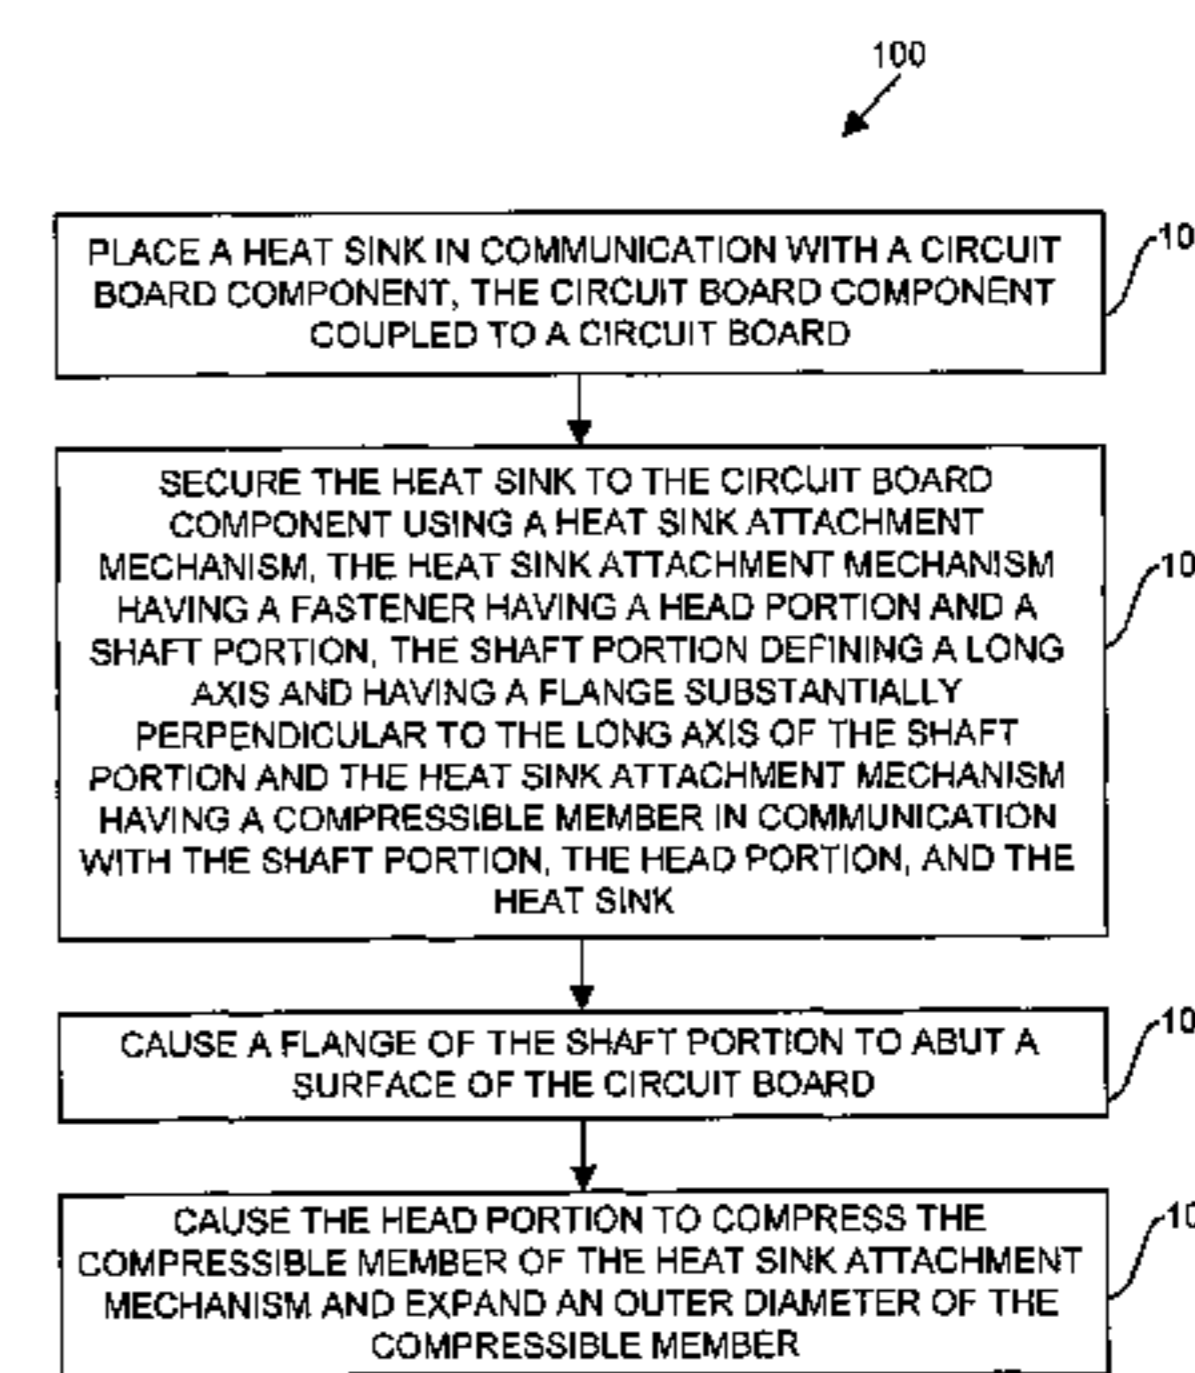 100
PLACE A HEAT SINK IN COMMUNICATION WITH A CIRCUIT
BOARD COMPONENT, THE CIRCUIT BOARD COMPONENT
COUPLED TO A CIRCUIT BOARD
10
SECURE THE HEAT SINK TO THE CIRCUIT BOARD
COMPONENT USING A HEAT SINK ATTACHMENT
MECHANISM, THE HEAT SINK ATTACHMENT MECHANISM
HAVING A FASTENER HAVING A HEAD PORTION AND A
SHAFT PORTION, THE SHAFT PORTION DEFINING A LONG
AXIS AND HAVING A FLANGE SUBSTANTIALLY
PERPENDICULAR TO THE LONG AXIS OF THE SHAFT
PORTION AND THE HEAT SINK ATTACHMENT MECHANISM
HAVING A COMPRESSIBLE MEMBER IN COMMUNICATION
WITH THE SHAFT PORTION, THE HEAD PORTION, AND THE
HEAT SINK
10
CAUSE A FLANGE OF THE SHAFT PORTION TO ABUT A
SURFACE OF THE CIRCUIT BOARD
10
CAUSE THE HEAD PORTION TO COMPRESS THE
COMPRESSIBLE MEMBER OF THE HEAT SINK ATTACHMENT
MECHANISM AND EXPAND AN OUTER DIAMETER OF THE
COMPRESSIBLE MEMBER
10